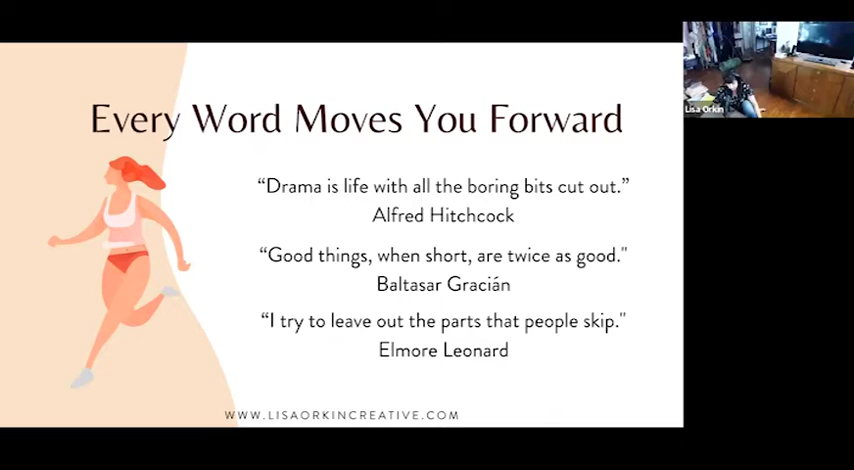 Every Word Moves You Forward
“Drama is life with all the boring bits cut out.”
Alfred Hitchcock
“Good things, when short, are twice as good."
Baltasar Gracián
“I try to leave out the parts that people skip."
Elmore Leonard
WWW.LISAORKINCREATIVE.COM
Lisa Orkin